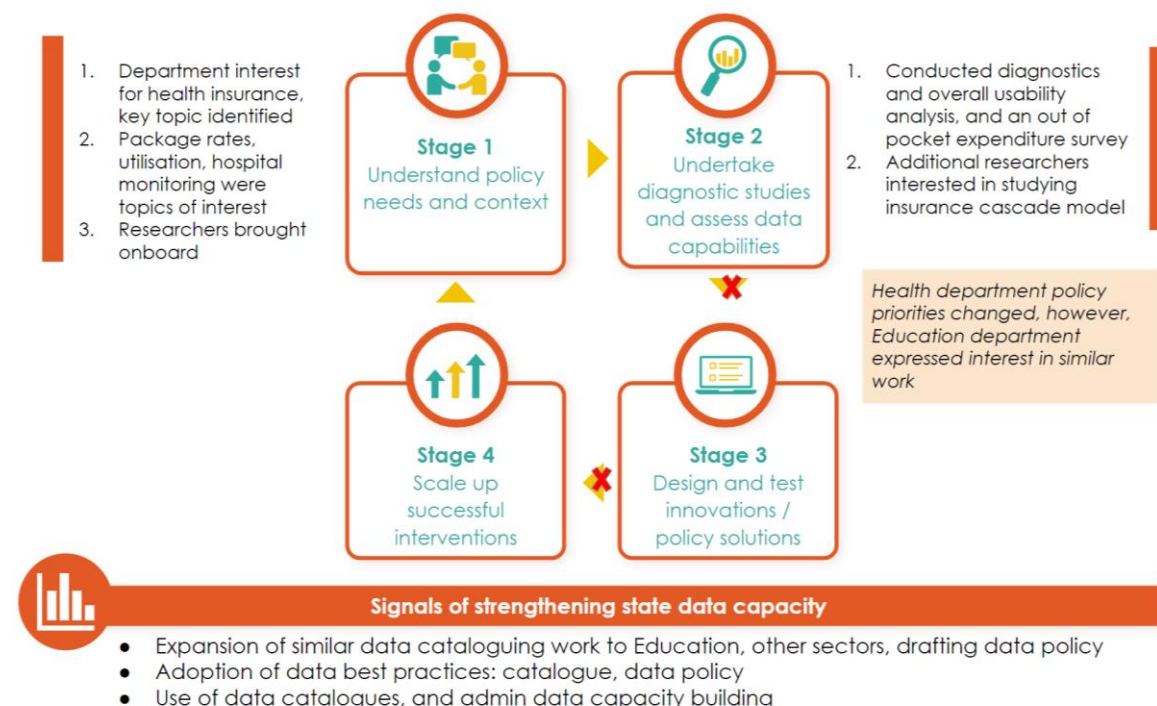 1. Department interest
for health insurance,
key topic identified
2. Package rates,
utilisation, hospital
monitoring were
topics of interest
3. Researchers brought
onboard
Stage 1
Understand policy
needs and context
Stage 2
Undertake
diagnostic studies
and assess data
capabilities
1. Conducted diagnostics
and overall usability
analysis, and an out of
pocket expenditure survey
2. Additional researchers
interested in studying
insurance cascade model
Health department policy
priorities changed, however,
Education department
expressed interest in similar
work
Stage 4
Scale up
successful
interventions
Stage 3
Design and test
innovations /
policy solutions
Signals of strengthening state data capacity
● Expansion of similar data cataloguing work to Education, other sectors, drafting data policy
● Adoption of data best practices: catalogue, data policy
● Use of data catalogues, and admin data capacity building